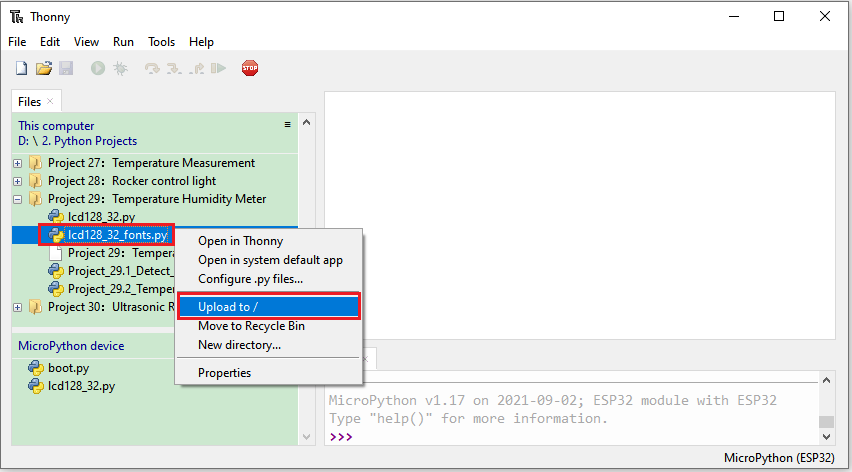 Thonny
File Edit View Run Tools Help
STOP
Files
This computer
D: \ 2. Python Projects
Project 27：Temperature Measurement
Project 28：Rocker control light
Project 29：Temperature Humidity Meter
lcd128_32.py
lcd128_32_fonts.py
Project 29：Tempera
Project_29.1_Detect_
Project_29.2_Tempe
Project 30：Ultrasonic R
Open in Thonny
Open in system default app
Configure .py files...
Upload to /
Move to Recycle Bin
New directory...
Properties
MicroPython device
boot.py
lcd128_32.py
MicroPython v1.17 on 2021-09-02; ESP32 module with ESP32
Type "help()" for more information.
>>>
MicroPython (ESP32)